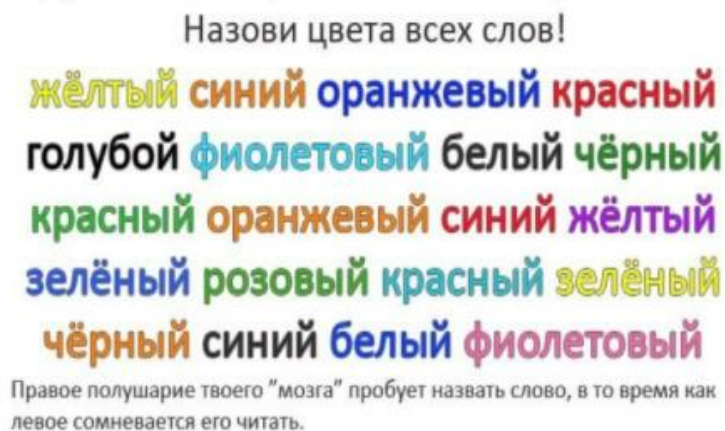 Назови цвета всех слов!
жёлтый синий оранжевый красный
голубой фиолетовый белый чёрный
красный оранжевый синий жёлтый
зелёный розовый красный зелёный
чёрный синий белый фиолетовый
Правое полушарие твоего "мозга" пробует назвать слово, в то время как
левое сомневается его читать.